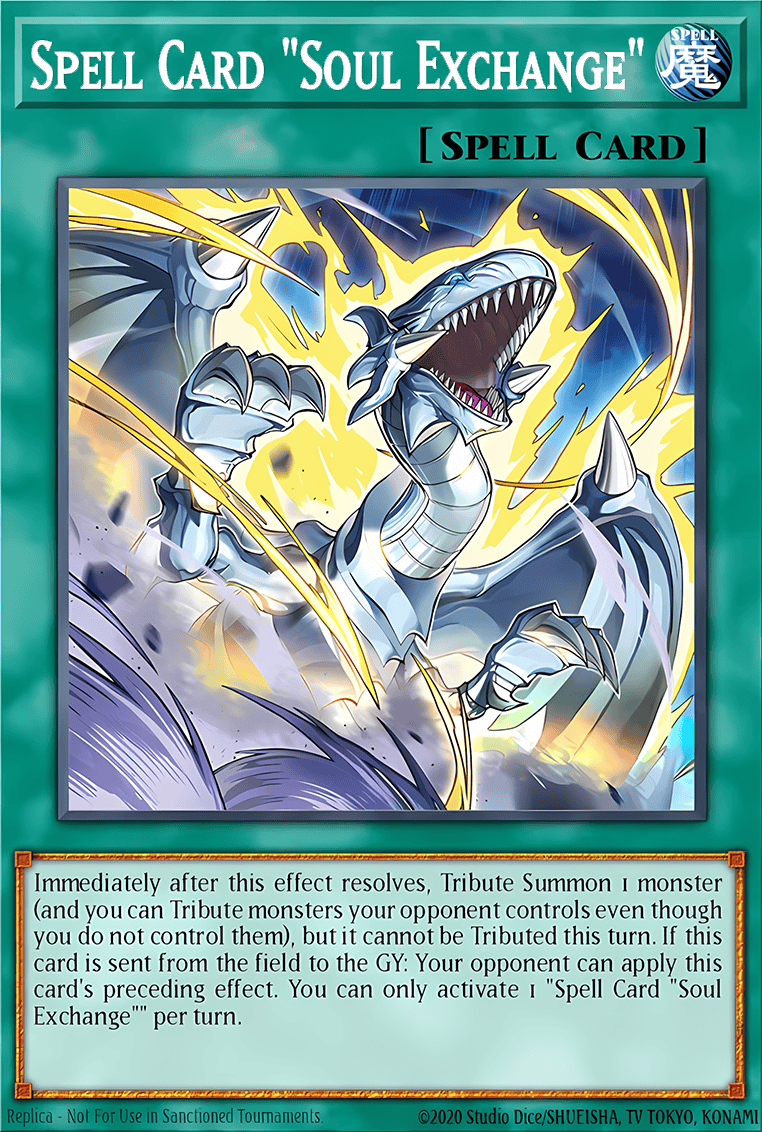 Spell Card "Soul Exchange"
SPELL
魔
[Spell Card]
Immediately after this effect resolves, Tribute Summon 1 monster
(and you can Tribute monsters your opponent controls even though
you do not control them), but it cannot be Tributed this turn. If this
card is sent from the field to the GY: Your opponent can apply this
card's preceding effect. You can only activate 1 "Spell Card "Soul
Exchange"" per turn.
Replica - Not For Use in Sanctioned Tournaments.
©2020 Studio Dice/SHUEISHA, TV TOKYO, KONAMI